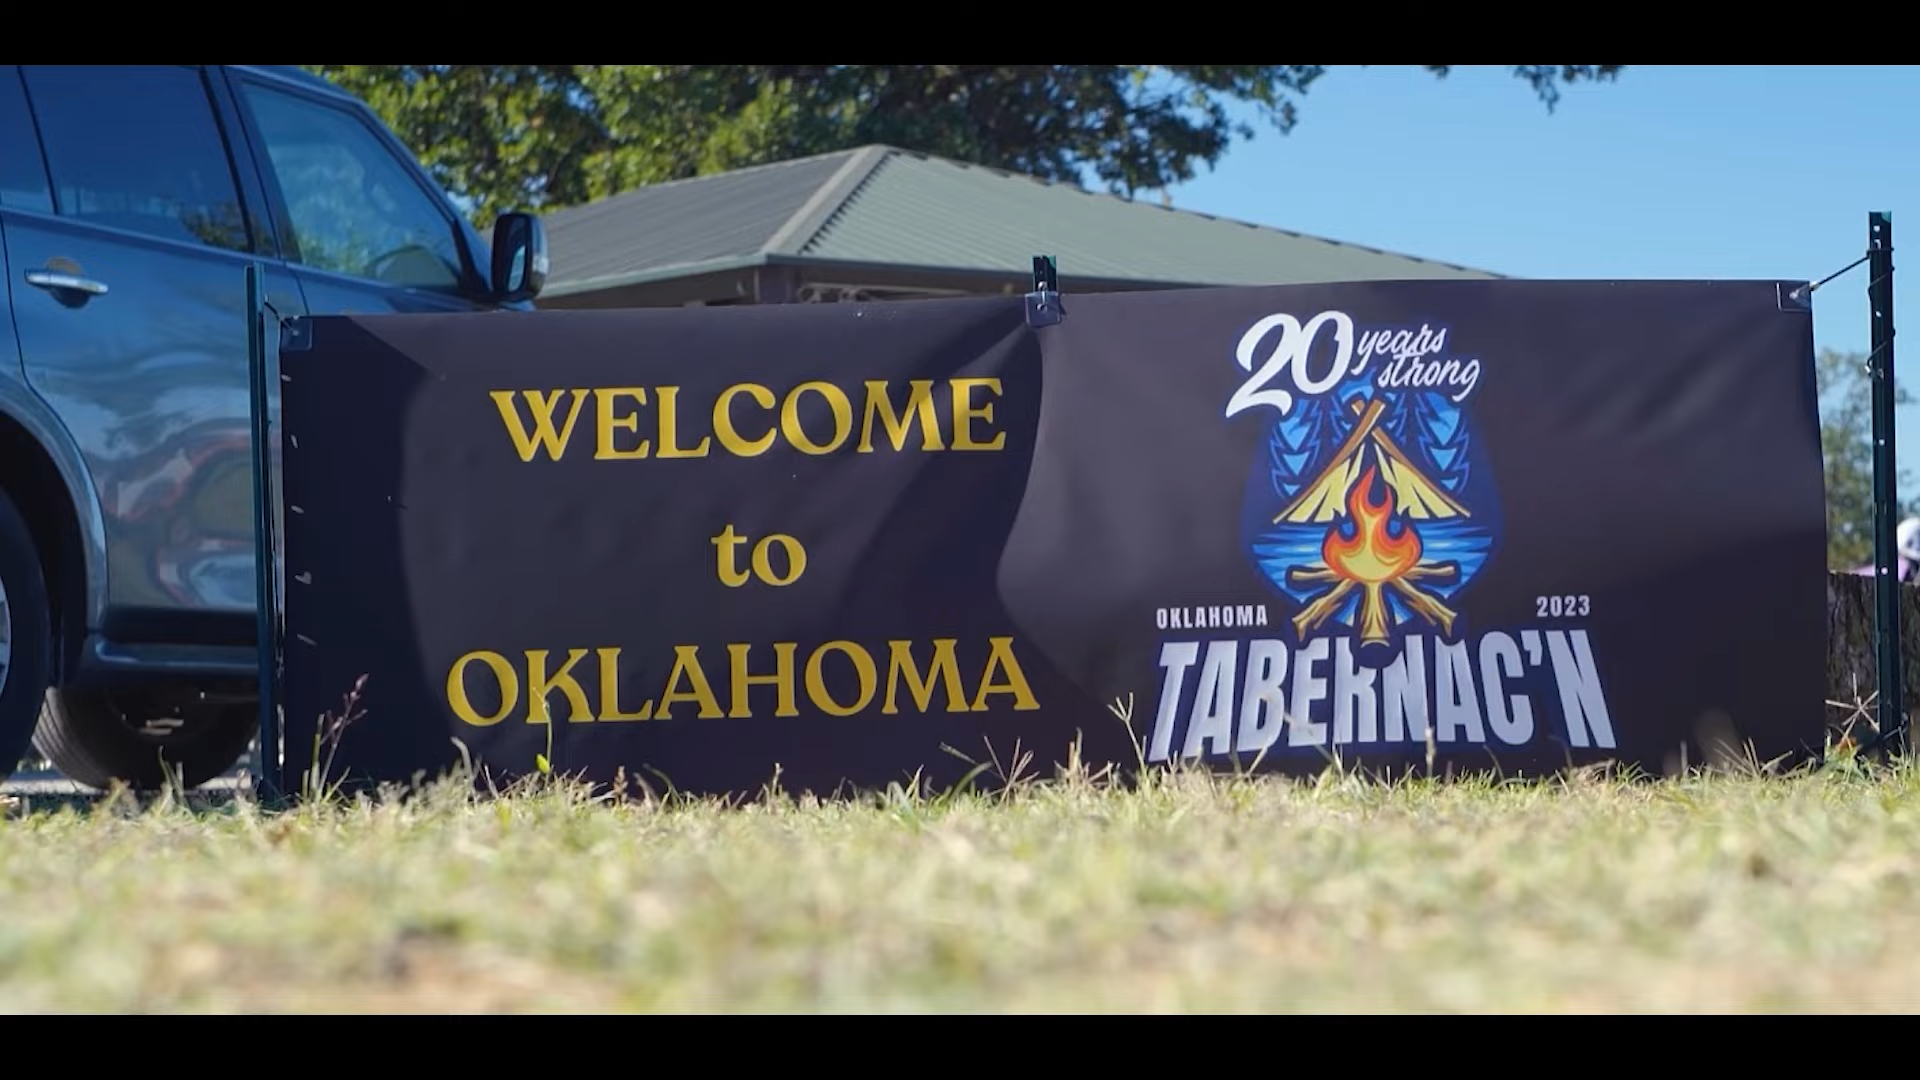 WELCOME
to
OKLAHOMA
20 years
strong
OKLAHOMA 2023
TABERNAC'N